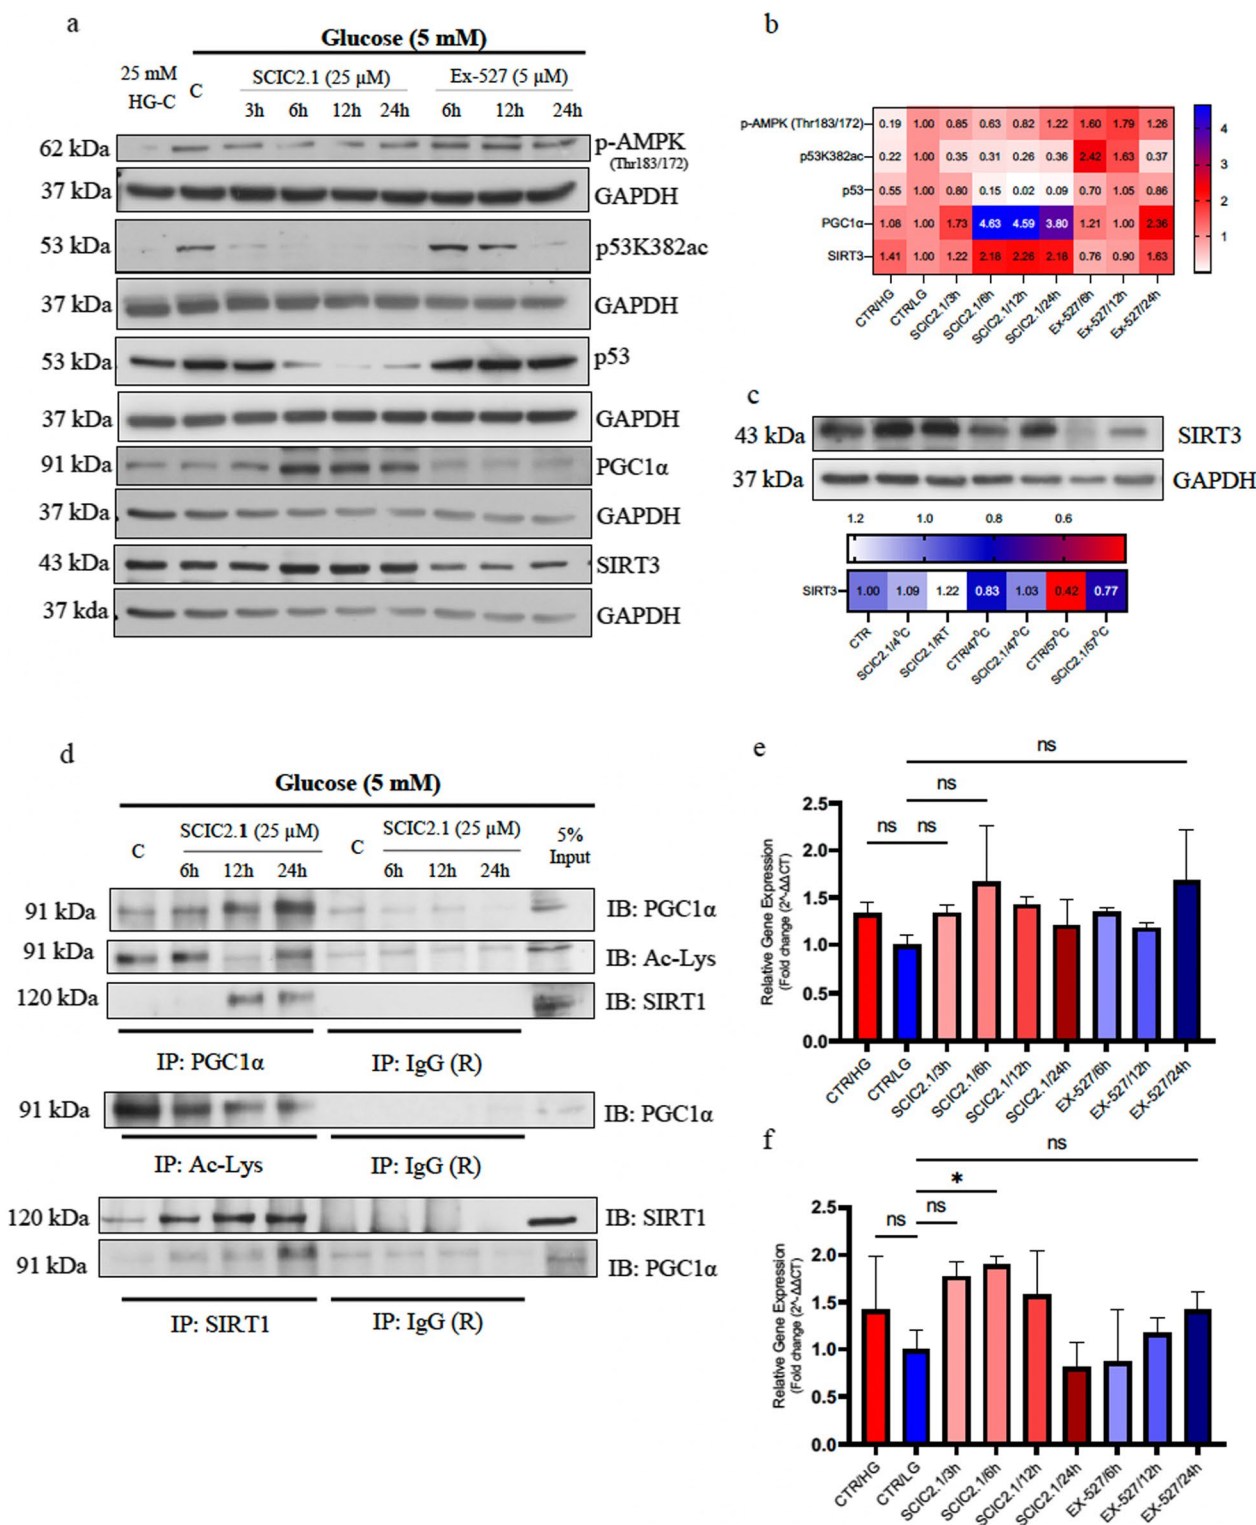 a
Glucose (5 mM)
25 mM
HG-C
C
SCIC2.1 (25 µM)
Ex-527 (5 µM)
3h 6h 12h 24h 6h 12h 24h
62 kDa p-AMPK
(Thr183/172)
37 kDa GAPDH
53 kDa p53K382ac
37 kDa GAPDH
53 kDa p53
37 kDa GAPDH
91 kDa PGC1α
37 kDa GAPDH
43 kDa SIRT3
37 kda GAPDH
b
p-AMPK (Thr183/172) 0.19 1.00 0.85 0.63 0.82 1.22 1.60 1.79 1.26
p53K382ac 0.22 1.00 0.35 0.31 0.26 0.36 2.42 1.63 0.37
p53 0.55 1.00 0.80 0.15 0.02 0.09 0.70 1.05 0.86
PGC1α 1.08 1.00 1.73 4.63 4.59 3.80 1.21 1.00 2.36
SIRT3 1.41 1.00 1.22 2.18 2.26 2.18 0.76 0.90 1.63
CTR/HG CTR/LG SCIC2.1/3h SCIC2.1/6h SCIC2.1/12h SCIC2.1/24h Ex-527/6h Ex-527/12h Ex-527/24h
4
3
2
1
c
43 kDa SIRT3
37 kDa GAPDH
1.2 1.0 0.8 0.6
SIRT3 1.00 1.09 1.22 0.83 1.03 0.42 0.77
CTR SCIC2.1/4⁰C SCIC2.1/RT CTR/47⁰C SCIC2.1/47⁰C CTR/57⁰C SCIC2.1/57⁰C
d
Glucose (5 mM)
C SCIC2.1 (25 µM) C SCIC2.1 (25 µM) 5%
Input
6h 12h 24h 6h 12h 24h
91 kDa IB: PGC1α
91 kDa IB: Ac-Lys
120 kDa IB: SIRT1
IP: PGC1α IP: IgG (R)
91 kDa IB: PGC1α
IP: Ac-Lys IP: IgG (R)
120 kDa IB: SIRT1
91 kDa IB: PGC1α
IP: SIRT1 IP: IgG (R)
e
ns
ns
ns ns
Relative Gene Expression
(Fold change (2^-ΔΔCT)
2.5
2.0
1.5
1.0
0.5
0.0
CTR/HG CTR/LG SCIC2.1/3h SCIC2.1/6h SCIC2.1/12h SCIC2.1/24h EX-527/6h EX-527/12h EX-527/24h
f
ns
*
ns ns
Relative Gene Expression
(Fold change (2^-ΔΔCT)
2.5
2.0
1.5
1.0
0.5
0.0
CTR/HG CTR/LG SCIC2.1/3h SCIC2.1/6h SCIC2.1/12h SCIC2.1/24h EX-527/6h EX-527/12h EX-527/24h